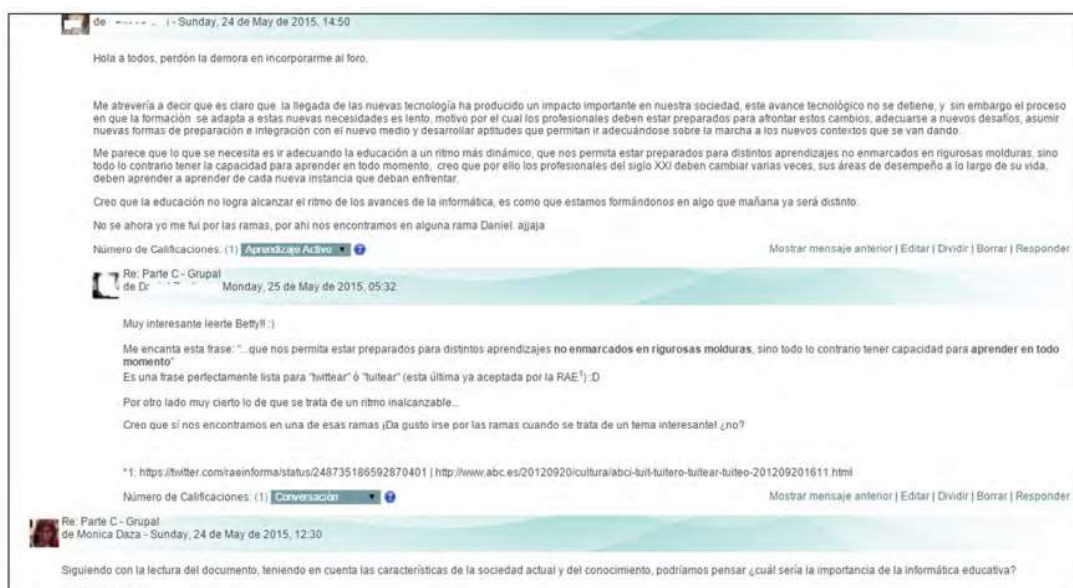 de - Sunday, 24 de May de 2015, 14:50
Hola a todos, perdón la demora en incorporarme al foro.
Me atrevería a decir que es claro que la llegada de las nuevas tecnología ha producido un impacto importante en nuestra sociedad, este avance tecnológico no se detiene, y sin embargo el proceso
en que la formación se adapta a estas nuevas necesidades es lento, motivo por el cual los profesionales deben estar preparados para afrontar estos cambios, adecuarse a nuevos desafíos, asumir
nuevas formas de preparación e integración con el nuevo medio y desarrollar aptitudes que permitan ir adecuándose sobre la marcha a los nuevos contextos que se van dando.
Me parece que lo que se necesita es ir adecuando la educación a un ritmo más dinámico, que nos permita estar preparados para distintos aprendizajes no enmarcados en rigurosas molduras, sino
todo lo contrario tener la capacidad para aprender en todo momento, creo que por ello los profesionales del siglo XXI deben cambiar varias veces, sus áreas de desempeño a lo largo de su vida,
deben aprender a aprender de cada nueva instancia que deban enfrentar.
Creo que la educación no logra alcanzar el ritmo de los avances de la informática, es como que estamos formándonos en algo que mañana ya será distinto.
No se ahora yo me fui por las ramas, por ahi nos encontramos en alguna rama Daniel. ajjaja
Número de Calificaciones: (1) Aprendizaje Activo ?
Mostrar mensaje anterior | Editar | Dividir | Borrar | Responder
Re: Parte C - Grupal
de Monday, 25 de May de 2015, 05:32
Muy interesante leerte Betty!! :)
Me encanta esta frase: "...que nos permita estar preparados para distintos aprendizajes no enmarcados en rigurosas molduras, sino todo lo contrario tener capacidad para aprender en todo
momento"
Es una frase perfectamente lista para "twittear" ó "tuitear" (esta última ya aceptada por la RAE¹) :D
Por otro lado muy cierto lo de que se trata de un ritmo inalcanzable...
Creo que sí nos encontramos en una de esas ramas ¡Da gusto irse por las ramas cuando se trata de un tema interesante! ¿no?
*1: https://twitter.com/raeinforma/status/248735186592870401 | http://www.abc.es/20120920/cultura/abci-tuit-tuitero-tuitear-tuiteo-201209201611.html
Número de Calificaciones: (1) Conversación ?
Mostrar mensaje anterior | Editar | Dividir | Borrar | Responder
Re: Parte C - Grupal
de Monica Daza - Sunday, 24 de May de 2015, 12:30
Siguiendo con la lectura del documento, teniendo en cuenta las características de la sociedad actual y del conocimiento, podríamos pensar ¿cuál sería la importancia de la informática educativa?